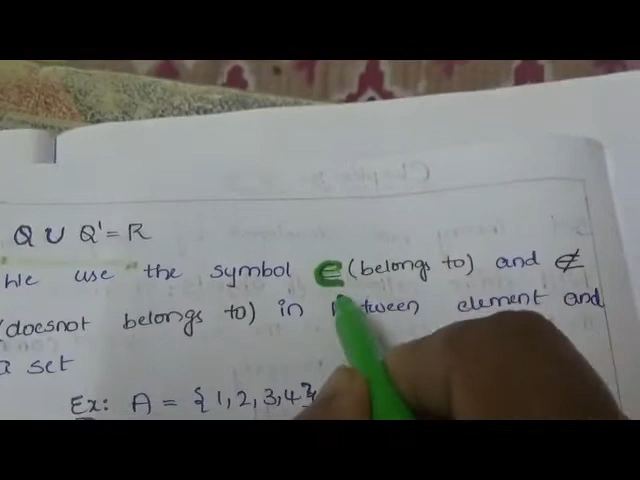 Q ∪ Q' = R
We use the symbol ∈ (belongs to) and ∉
(doesnot belongs to) in between element and
a set
Ex: A = {1,2,3,4}